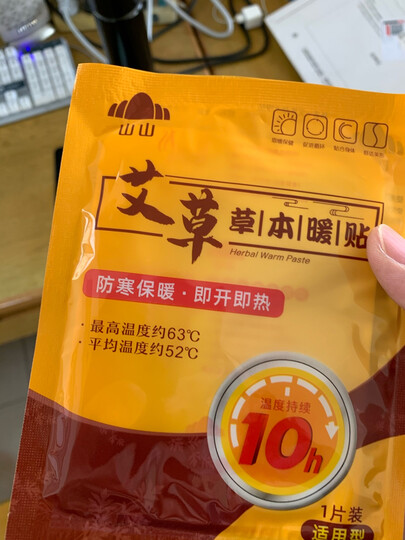 山山
艾草草本暖贴
Herbal Warm Paste
防寒保暖·即开即热
·最高温度约63℃
·平均温度约52℃
温度持续
10h
1片装
适用型